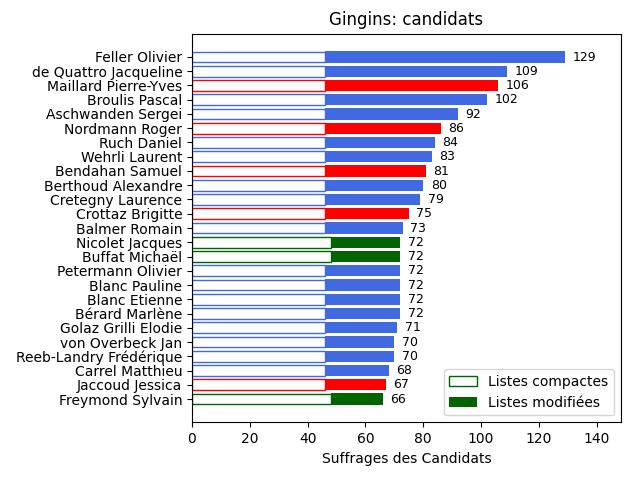 Gingins: candidats
Feller Olivier 129
de Quattro Jacqueline 109
Maillard Pierre-Yves 106
Broulis Pascal 102
Aschwanden Sergei 92
Nordmann Roger 86
Ruch Daniel 84
Wehrli Laurent 83
Bendahan Samuel 81
Berthoud Alexandre 80
Cretegny Laurence 79
Crottaz Brigitte 75
Balmer Romain 73
Nicolet Jacques 72
Buffat Michaël 72
Petermann Olivier 72
Blanc Pauline 72
Blanc Etienne 72
Bérard Marlène 72
Golaz Grilli Elodie 71
von Overbeck Jan 70
Reeb-Landry Frédérique 70
Carrel Matthieu 68
Jaccoud Jessica 67
Freymond Sylvain 66
Listes compactes
Listes modifiées
0 20 40 60 80 100 120 140
Suffrages des Candidats